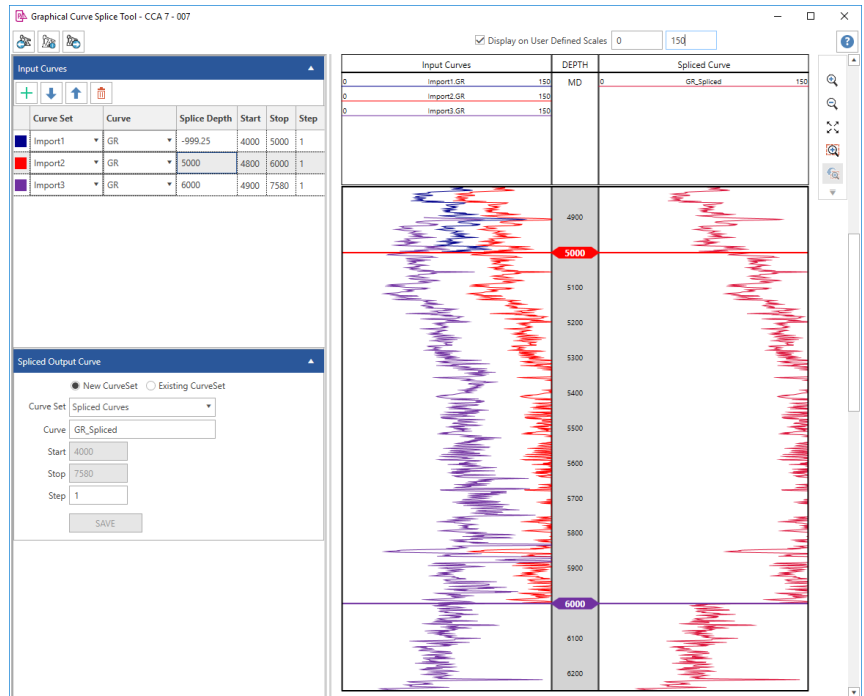 Graphical Curve Splice Tool - CCA 7 - 007
Display on User Defined Scales 0 150
?
Input Curves
Curve Set Curve Splice Depth Start Stop Step
Import1 GR -999.25 4000 5000 1
Import2 GR 5000 4800 6000 1
Import3 GR 6000 4900 7580 1
Spliced Output Curve
New CurveSet Existing CurveSet
Curve Set Spliced Curves
Curve GR_Spliced
Start 4000
Stop 7580
Step 1
SAVE
Input Curves DEPTH Spliced Curve
0 Import1.GR 150 MD 0 GR_Spliced 150
0 Import2.GR 150
0 Import3.GR 150
4900
5000
5100
5200
5300
5400
5500
5600
5700
5800
5900
6000
6100
6200